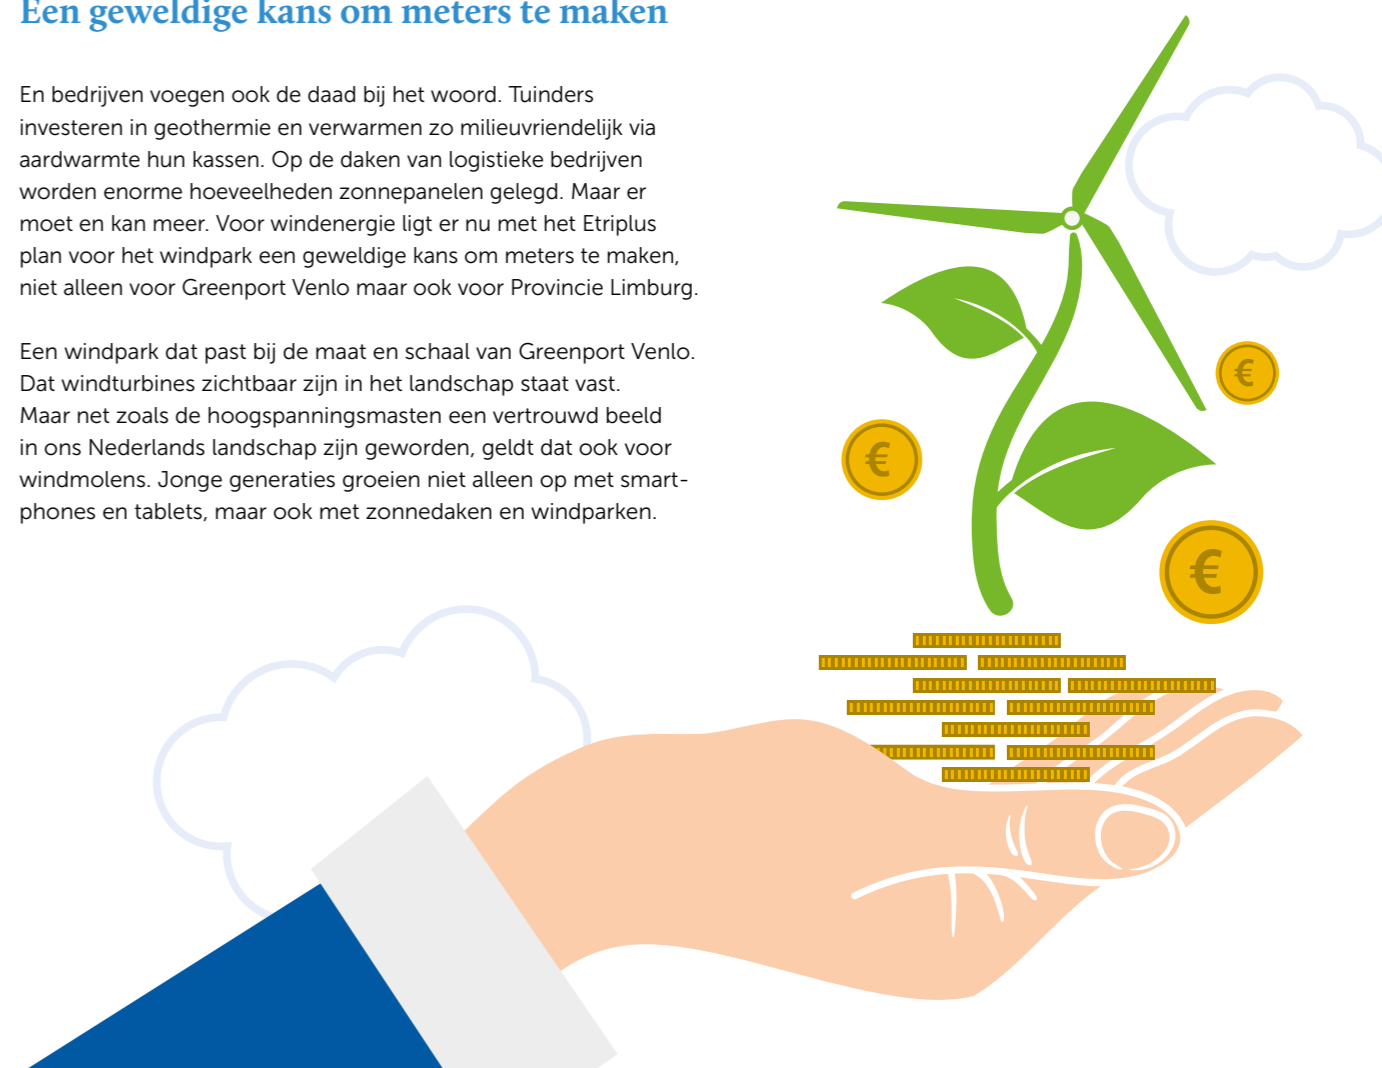 Een geweldige kans om meters te maken
En bedrijven voegen ook de daad bij het woord. Tuinders
investeren in geothermie en verwarmen zo milieuvriendelijk via
aardwarmte hun kassen. Op de daken van logistieke bedrijven
worden enorme hoeveelheden zonnepanelen gelegd. Maar er
moet en kan meer. Voor windenergie ligt er nu met het Etriplus
plan voor het windpark een geweldige kans om meters te maken,
niet alleen voor Greenport Venlo maar ook voor Provincie Limburg.
Een windpark dat past bij de maat en schaal van Greenport Venlo.
Dat windturbines zichtbaar zijn in het landschap staat vast.
Maar net zoals de hoogspanningsmasten een vertrouwd beeld
in ons Nederlands landschap zijn geworden, geldt dat ook voor
windmolens. Jonge generaties groeien niet alleen op met smart-
phones en tablets, maar ook met zonnedaken en windparken.
€
€
€